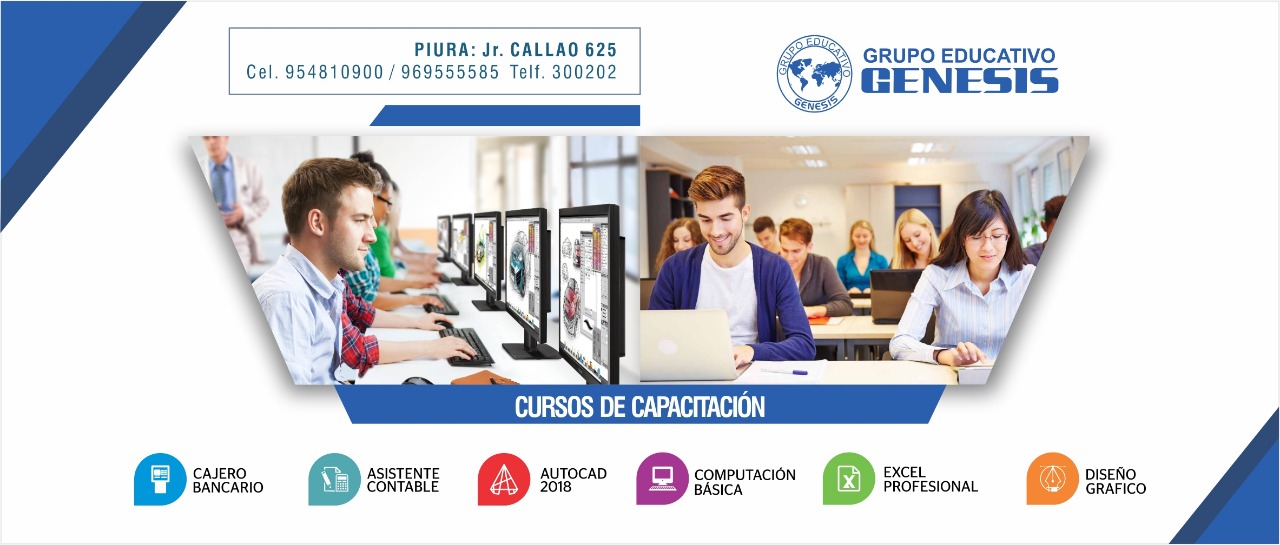 PIURA: Jr. CALLAO 625
Cel. 954810900 / 969555585 Telf. 300202
GRUPO EDUCATIVO
GENESIS
GRUPO EDUCATIVO
GENESIS
CURSOS DE CAPACITACIÓN
CAJERO
BANCARIO
ASISTENTE
CONTABLE
AUTOCAD
2018
COMPUTACIÓN
BÁSICA
X
EXCEL
PROFESIONAL
DISEÑO
GRAFICO